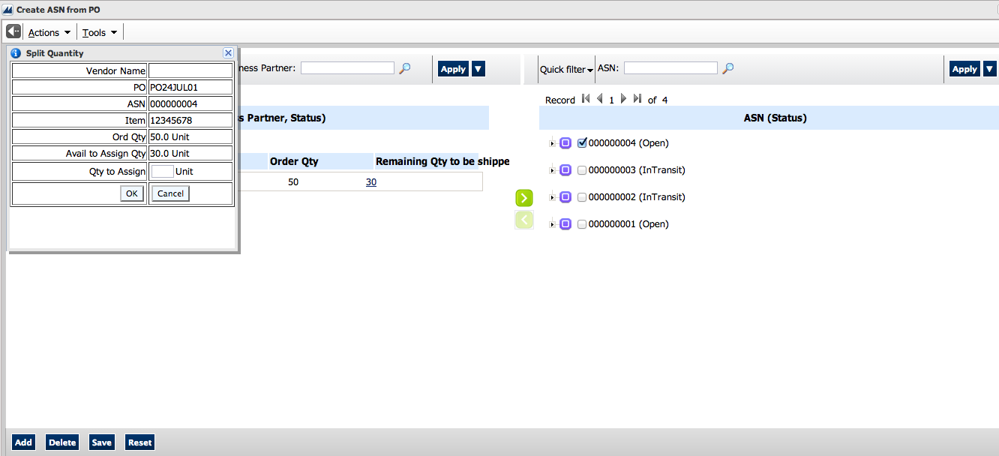 Create ASN from PO
Actions Tools
Split Quantity
Vendor Name
PO PO24JUL01
ASN 000000004
Item 12345678
Ord Qty 50.0 Unit
Avail to Assign Qty 30.0 Unit
Qty to Assign Unit
OK Cancel
ness Partner: Apply
s Partner, Status)
Order Qty Remaining Qty to be shippe
50 30
Quick filter ASN: Apply
Record 1 of 4
ASN (Status)
000000004 (Open)
000000003 (InTransit)
000000002 (InTransit)
000000001 (Open)
Add Delete Save Reset